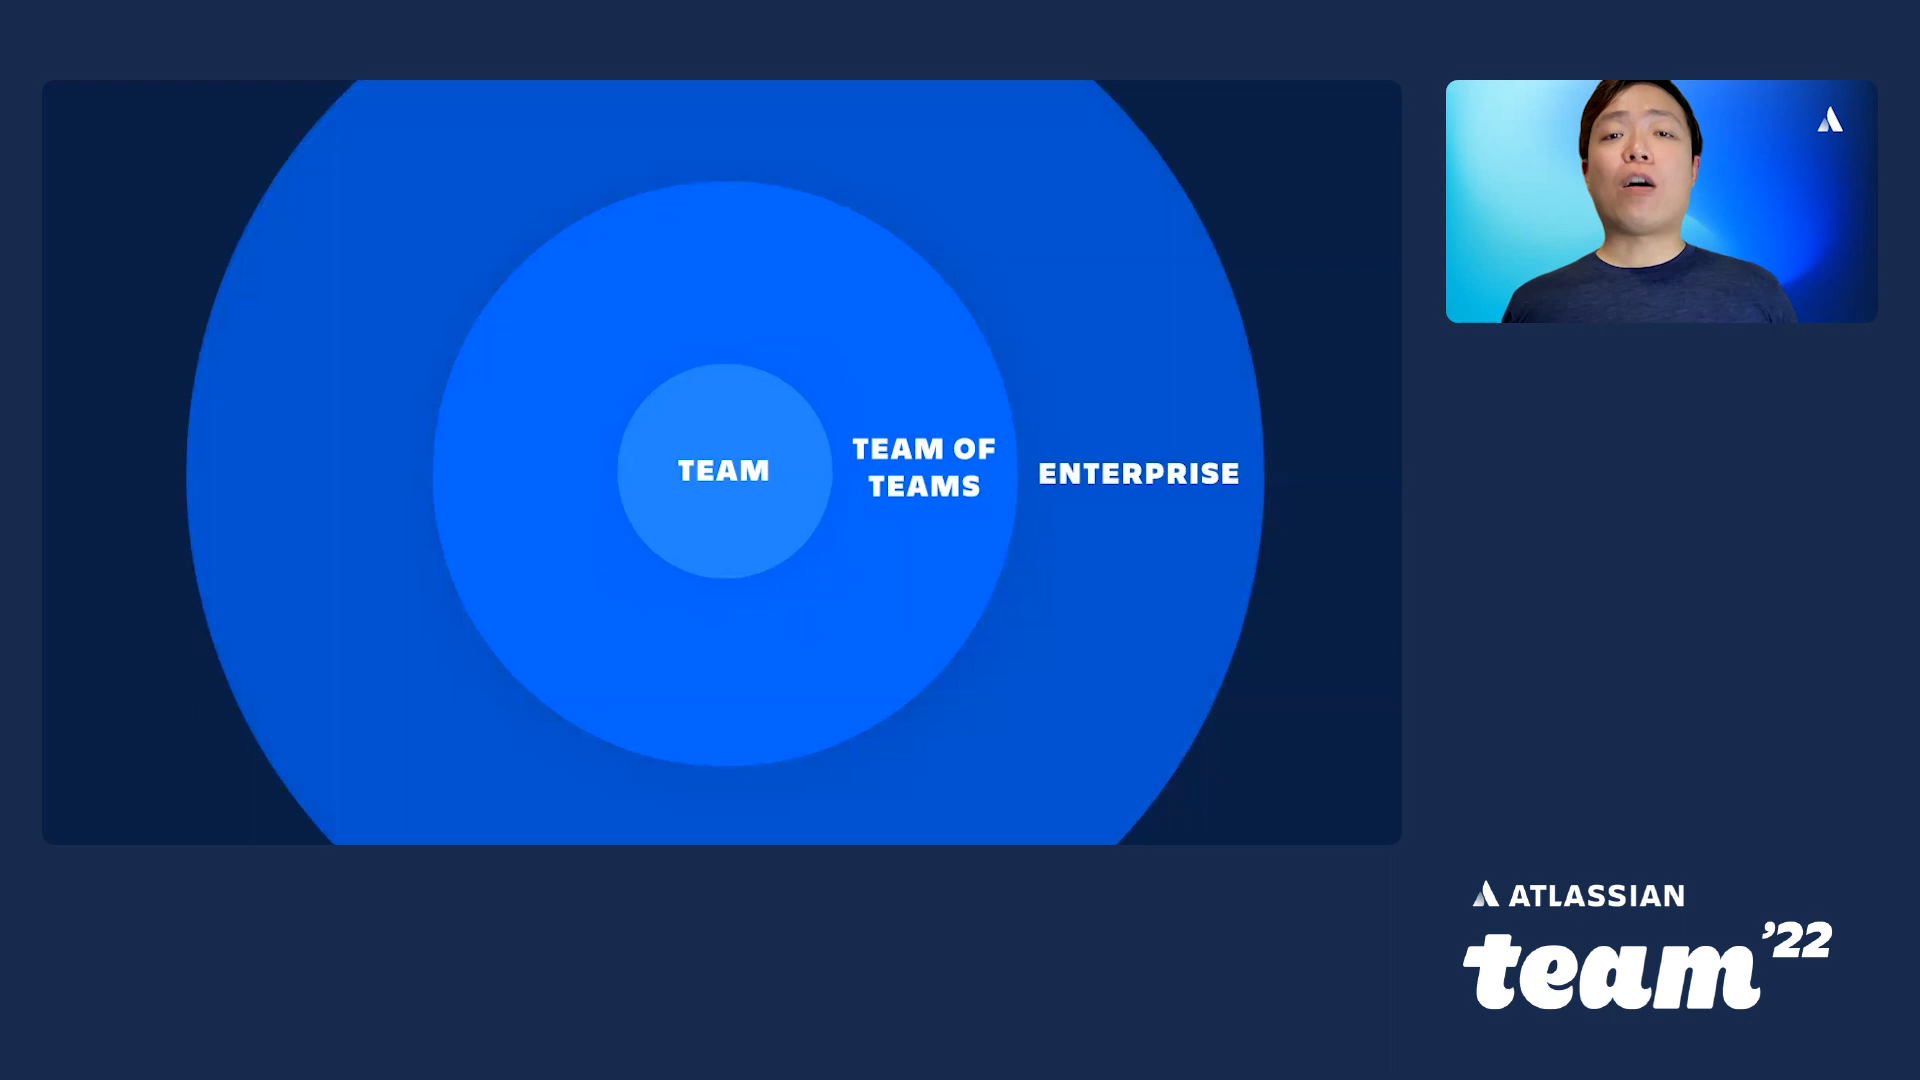 TEAM
TEAM OF
TEAMS
ENTERPRISE
ATLASSIAN
team ’22